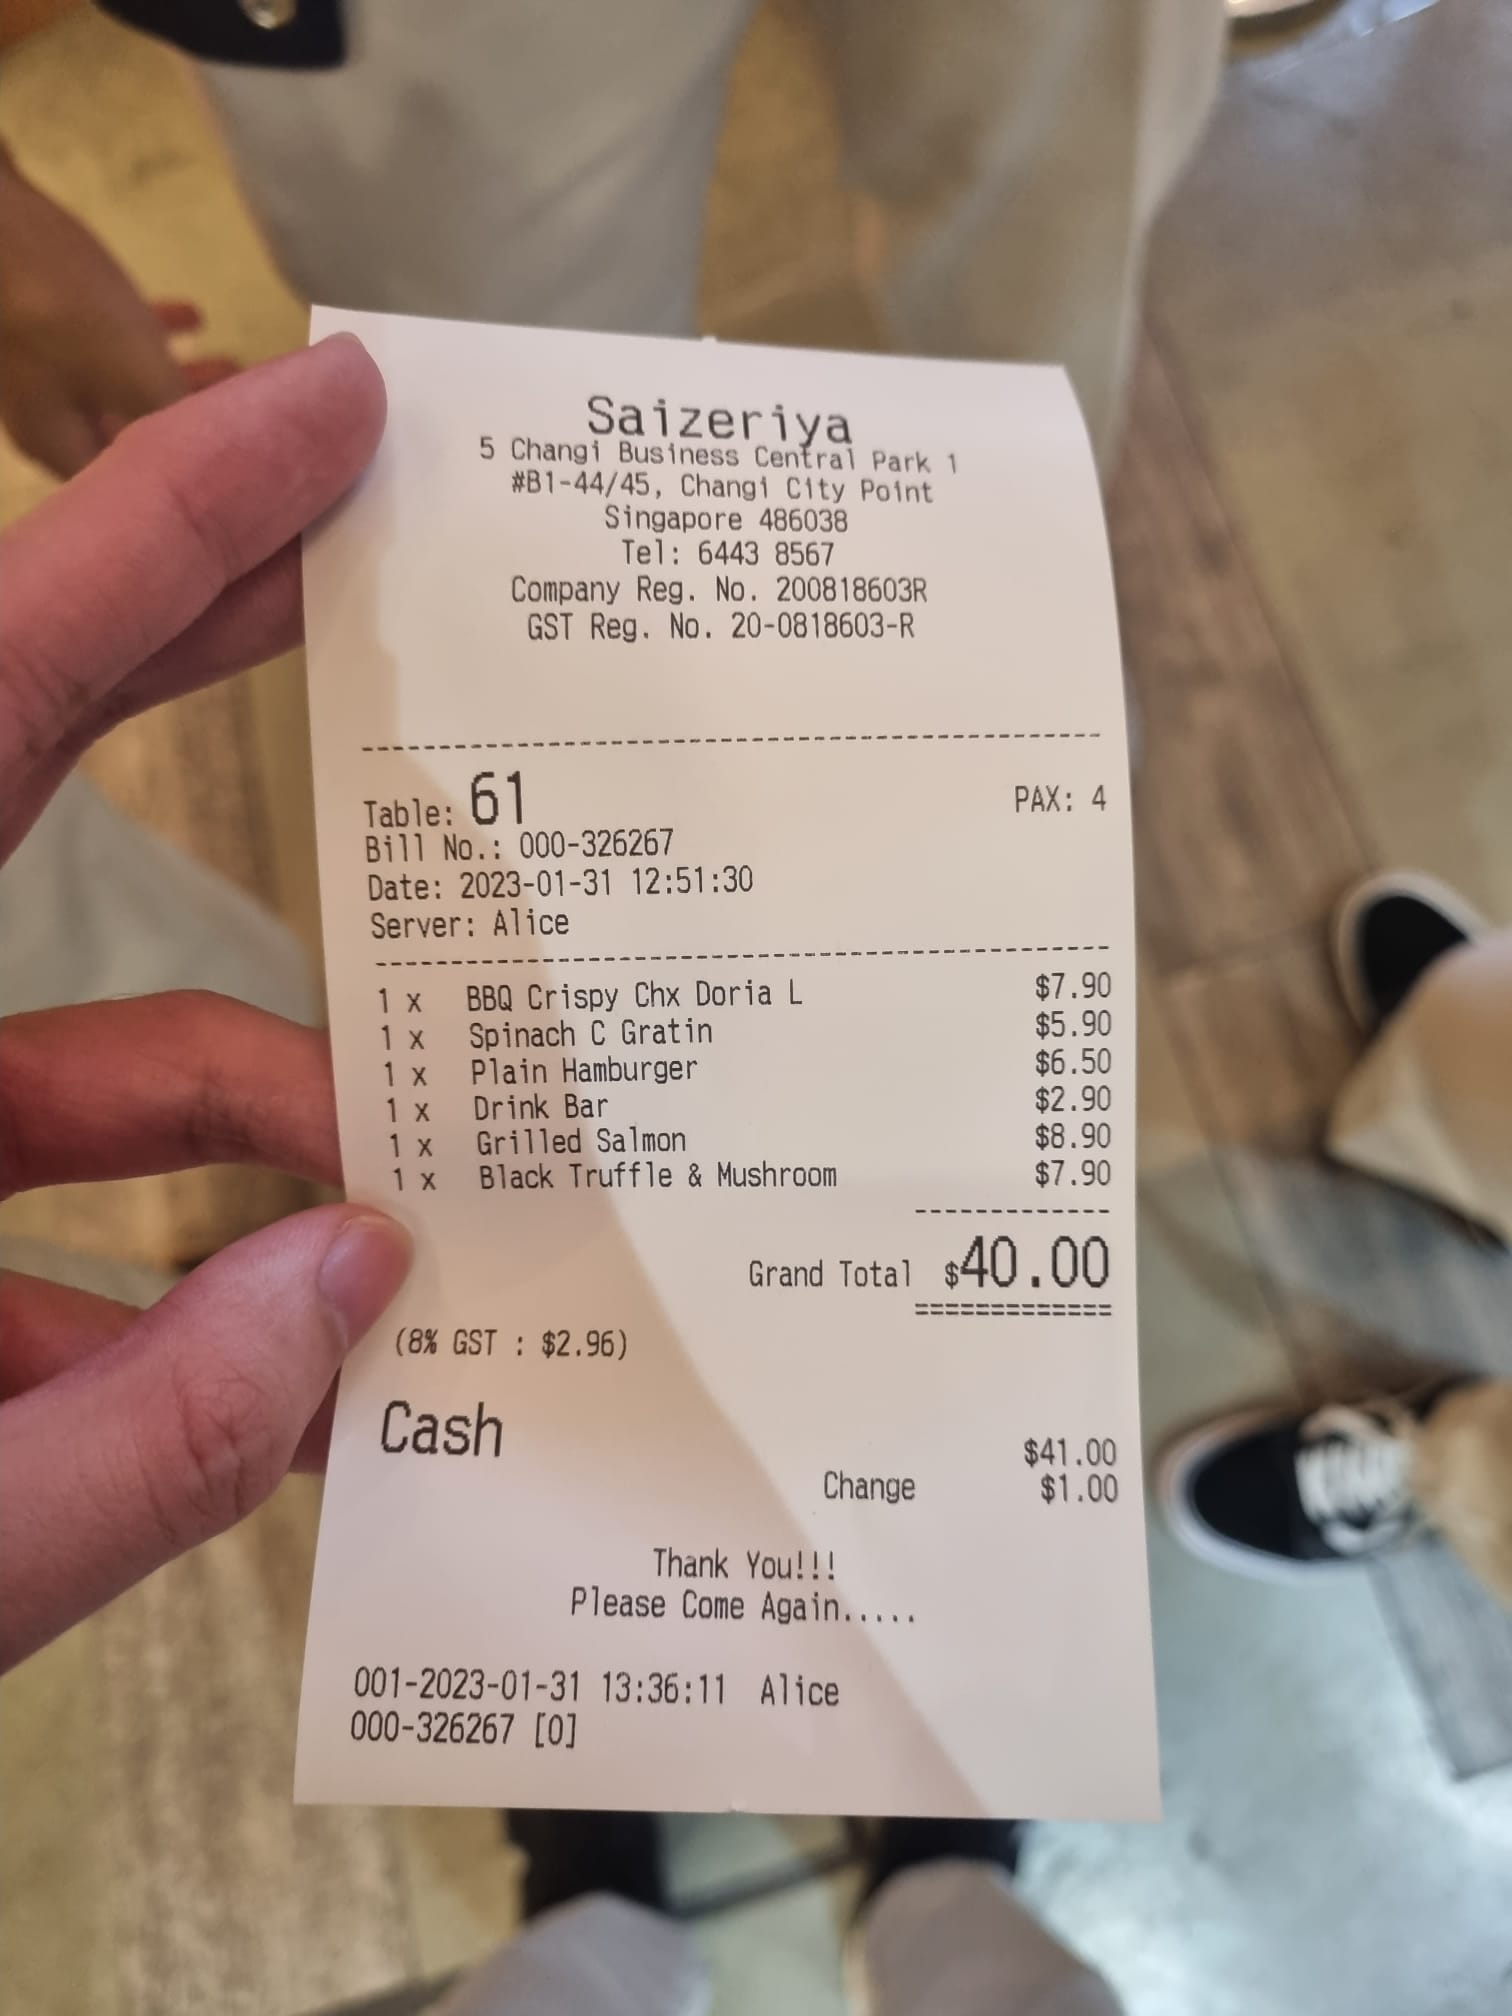 Saizeriya
5 Changi Business Central Park 1
#B1-44/45, Changi City Point
Singapore 486038
Tel: 6443 8567
Company Reg. No. 200818603R
GST Reg. No. 20-0818603-R
Table: 61 PAX: 4
Bill No.: 000-326267
Date: 2023-01-31 12:51:30
Server: Alice
1 x BBQ Crispy Chx Doria L $7.90
1 x Spinach C Gratin $5.90
1 x Plain Hamburger $6.50
1 x Drink Bar $2.90
1 x Grilled Salmon $8.90
1 x Black Truffle & Mushroom $7.90
Grand Total $40.00
(8% GST : $2.96)
Cash $41.00
Change $1.00
Thank You!!!
Please Come Again.....
001-2023-01-31 13:36:11 Alice
000-326267 [0]